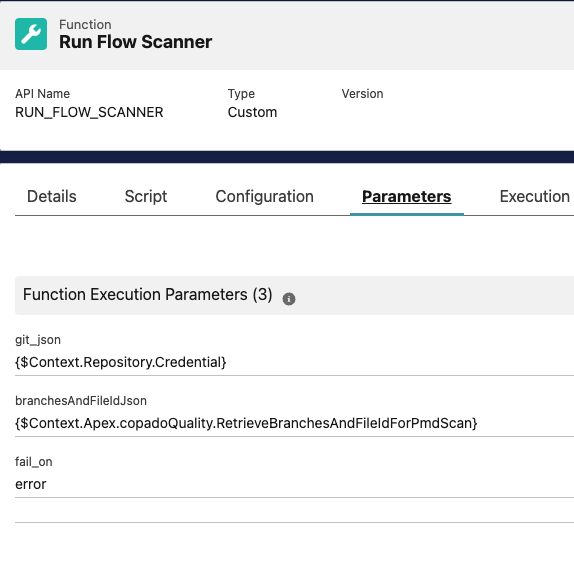 Function
Run Flow Scanner
API Name
Type
Version
RUN_FLOW_SCANNER
Custom
Details
Script
Configuration
Parameters
Execution
Function Execution Parameters (3)
git_json
{$Context.Repository.Credential}
branchesAndFileIdJson
{$Context.Apex.copadoQuality.RetrieveBranchesAndFileIdForPmdScan}
fail_on
error